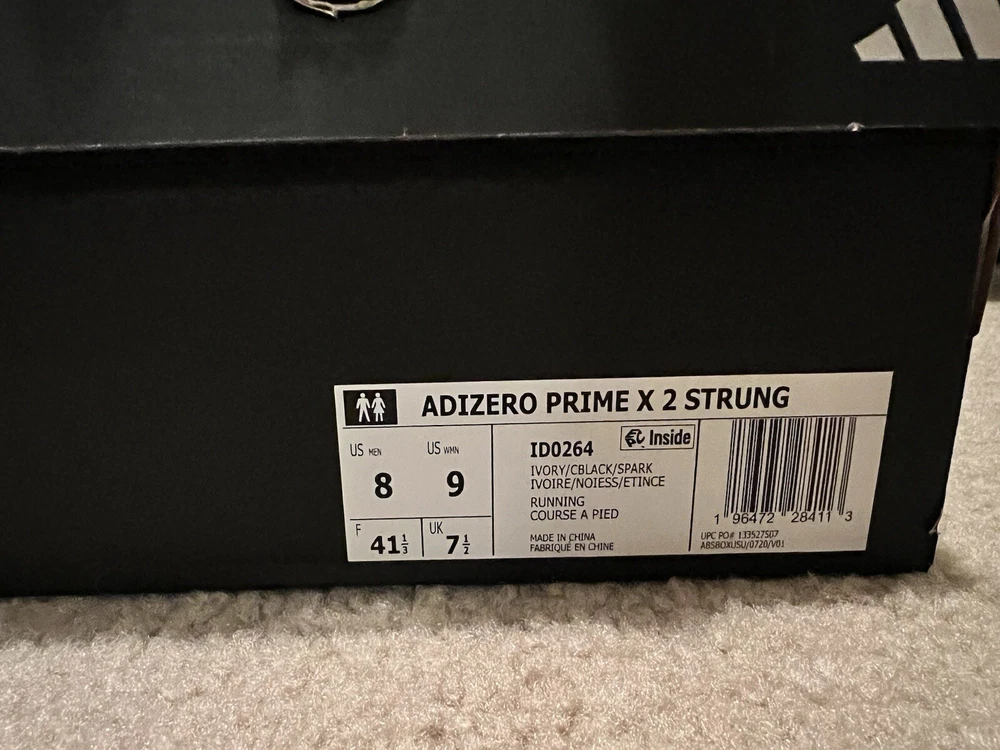 ADIZERO PRIME X 2 STRUNG
US MEN
8
US WMN
9
F
41 1/3
UK
7 1/2
ID0264
Inside
IVORY/CBLACK/SPARK
IVOIRE/NOIESS/ETINCE
RUNNING
COURSE A PIED
MADE IN CHINA
FABRIQUÉ EN CHINE
1 96472 28411 3
UPC PO# 133527507
ABSBOXUSU/0720/V01